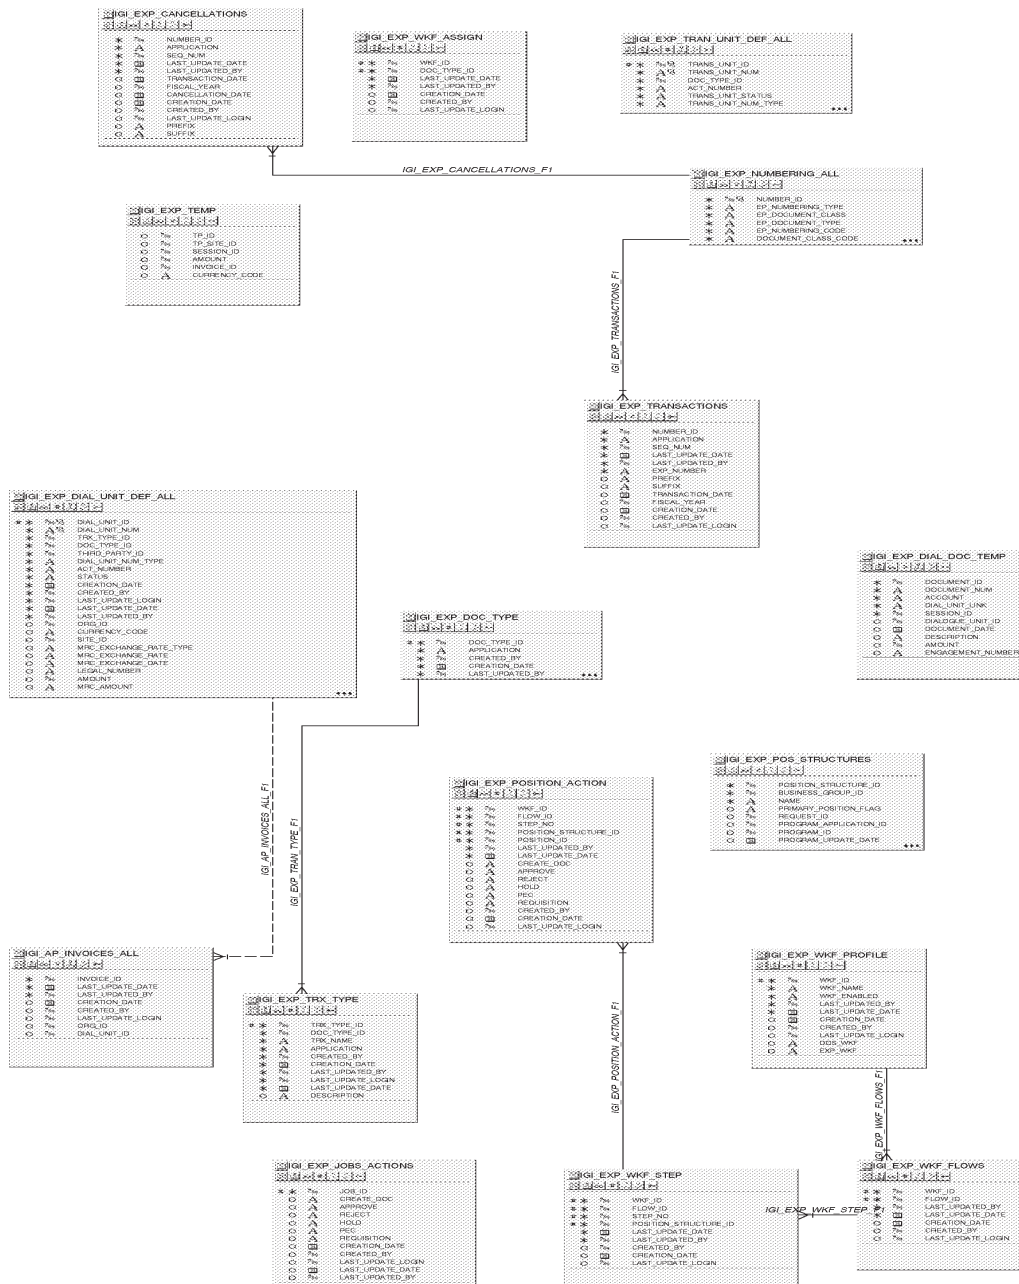 IGI_EXP_CANCELLATIONS
NUMBER_ID
APPLICATION
SEQ_NUM
LAST_UPDATE_DATE
LAST_UPDATED_BY
TRANSACTION_DATE
FISCAL_YEAR
CANCELLATION_DATE
CREATION_DATE
CREATED_BY
LAST_UPDATE_LOGIN
PREFIX
SUFFIX
IGI_EXP_WKF_ASSIGN
WKF_ID
DOC_TYPE_ID
LAST_UPDATE_DATE
LAST_UPDATED_BY
CREATION_DATE
CREATED_BY
LAST_UPDATE_LOGIN
IGI_EXP_TRAN_UNIT_DEF_ALL
TRANS_UNIT_ID
TRANS_UNIT_NUM
DOC_TYPE_ID
ACT_NUMBER
TRANS_UNIT_STATUS
TRANS_UNIT_NUM_TYPE
IGI_EXP_CANCELLATIONS_F1
IGI_EXP_NUMBERING_ALL
NUMBER_ID
EP_NUMBERING_TYPE
EP_DOCUMENT_CLASS
EP_DOCUMENT_TYPE
EP_NUMBERING_CODE
DOCUMENT_CLASS_CODE
IGI_EXP_TEMP
TP_ID
TP_SITE_ID
SESSION_ID
AMOUNT
INVOICE_ID
CURRENCY_CODE
IGI_EXP_TRANSACTIONS_F1
IGI_EXP_TRANSACTIONS
NUMBER_ID
APPLICATION
SEQ_NUM
LAST_UPDATE_DATE
LAST_UPDATED_BY
EXP_NUMBER
PREFIX
SUFFIX
TRANSACTION_DATE
FISCAL_YEAR
CREATION_DATE
CREATED_BY
LAST_UPDATE_LOGIN
IGI_EXP_DIAL_UNIT_DEF_ALL
DIAL_UNIT_ID
DIAL_UNIT_NUM
TRX_TYPE_ID
DOC_TYPE_ID
THIRD_PARTY_ID
DIAL_UNIT_NUM_TYPE
ACT_NUMBER
STATUS
CREATION_DATE
CREATED_BY
LAST_UPDATE_LOGIN
LAST_UPDATE_DATE
LAST_UPDATED_BY
ORG_ID
CURRENCY_CODE
SITE_ID
MRC_EXCHANGE_RATE_TYPE
MRC_EXCHANGE_RATE
MRC_EXCHANGE_DATE
LEGAL_NUMBER
AMOUNT
MRC_AMOUNT
IGI_EXP_DIAL_DOC_TEMP
DOCUMENT_ID
DOCUMENT_NUM
ACCOUNT
DIAL_UNIT_LINK
SESSION_ID
DIALOGUE_UNIT_ID
DOCUMENT_DATE
DESCRIPTION
AMOUNT
ENGAGEMENT_NUMBER
IGI_EXP_DOC_TYPE
DOC_TYPE_ID
APPLICATION
CREATED_BY
CREATION_DATE
LAST_UPDATED_BY
IGI_AP_INVOICES_ALL_F1
IGI_EXP_TRAN_TYPE_F1
IGI_EXP_POS_STRUCTURES
POSITION_STRUCTURE_ID
BUSINESS_GROUP_ID
NAME
PRIMARY_POSITION_FLAG
REQUEST_ID
PROGRAM_APPLICATION_ID
PROGRAM_ID
PROGRAM_UPDATE_DATE
IGI_EXP_POSITION_ACTION
WKF_ID
FLOW_ID
STEP_NO
POSITION_STRUCTURE_ID
POSITION_ID
LAST_UPDATED_BY
LAST_UPDATE_DATE
CREATE_DOC
APPROVE
REJECT
HOLD
PEC
REQUISITION
CREATED_BY
CREATION_DATE
LAST_UPDATE_LOGIN
IGI_AP_INVOICES_ALL
INVOICE_ID
LAST_UPDATE_DATE
LAST_UPDATED_BY
CREATION_DATE
CREATED_BY
LAST_UPDATE_LOGIN
ORG_ID
DIAL_UNIT_ID
IGI_EXP_TRX_TYPE
TRX_TYPE_ID
DOC_TYPE_ID
TRX_NAME
APPLICATION
CREATED_BY
CREATION_DATE
LAST_UPDATED_BY
LAST_UPDATE_LOGIN
LAST_UPDATE_DATE
DESCRIPTION
IGI_EXP_POSITION_ACTION_F1
IGI_EXP_WKF_PROFILE
WKF_ID
WKF_NAME
WKF_ENABLED
LAST_UPDATED_BY
LAST_UPDATE_DATE
CREATION_DATE
CREATED_BY
LAST_UPDATE_LOGIN
DOS_WKF
EXP_WKF
IGI_EXP_WKF_FLOWS_F1
IGI_EXP_JOBS_ACTIONS
JOB_ID
CREATE_DOC
APPROVE
REJECT
HOLD
PEC
REQUISITION
CREATION_DATE
CREATED_BY
LAST_UPDATE_LOGIN
LAST_UPDATE_DATE
LAST_UPDATED_BY
IGI_EXP_WKF_STEP
WKF_ID
FLOW_ID
STEP_NO
POSITION_STRUCTURE_ID
LAST_UPDATE_DATE
LAST_UPDATED_BY
CREATED_BY
CREATION_DATE
LAST_UPDATE_LOGIN
IGI_EXP_WKF_STEP_F1
IGI_EXP_WKF_FLOWS
WKF_ID
FLOW_ID
LAST_UPDATED_BY
LAST_UPDATE_DATE
CREATION_DATE
CREATED_BY
LAST_UPDATE_LOGIN